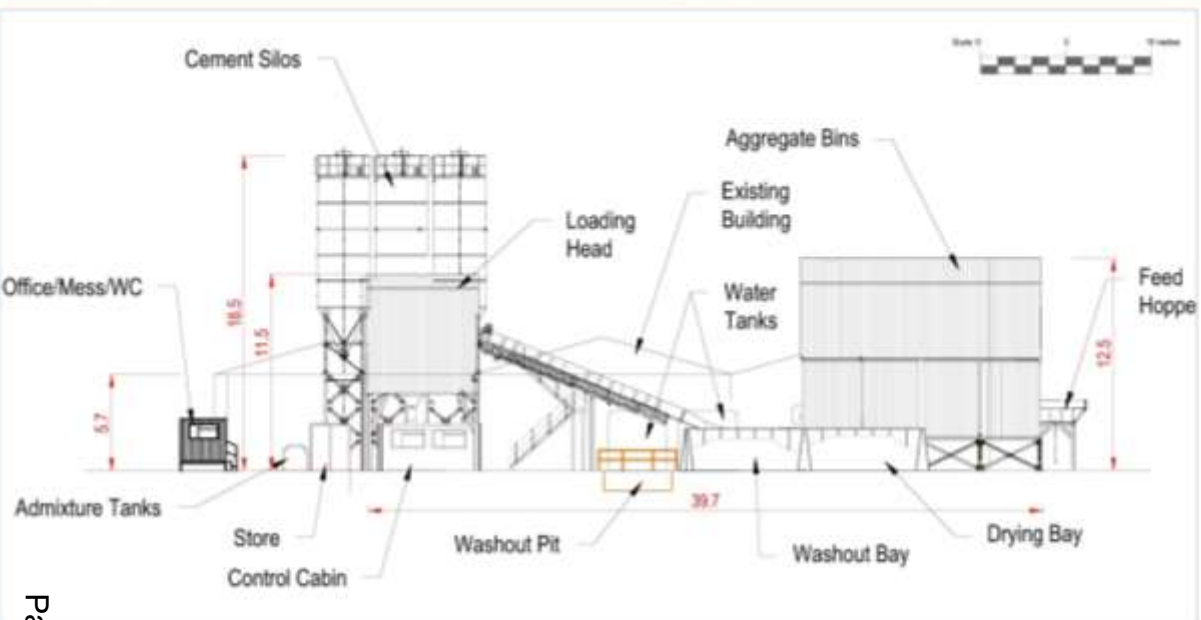 Cement Silos
Aggregate Bins
Existing
Building
Loading
Head
Office/Mess/WC
Water
Tanks
Feed
Hoppe
18.5
11.5
12.5
5.7
39.7
Admixture Tanks
Store
Washout Pit
Drying Bay
Washout Bay
Control Cabin